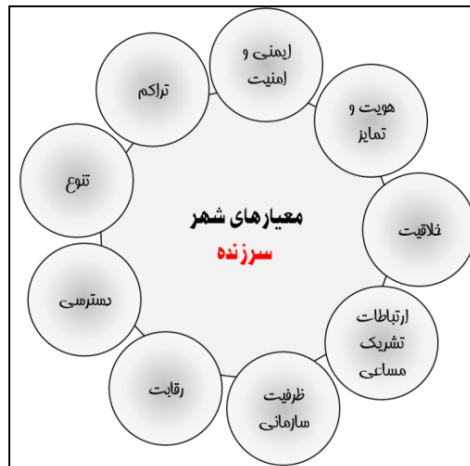 معیارهای شهر
سرزنده
ایمنی و
امنیت
هویت و
تمایز
خلاقیت
ارتباطات
تشریک
مساعی
ظرفیت
سازمانی
رقابت
دسترسی
تنوع
تراکم